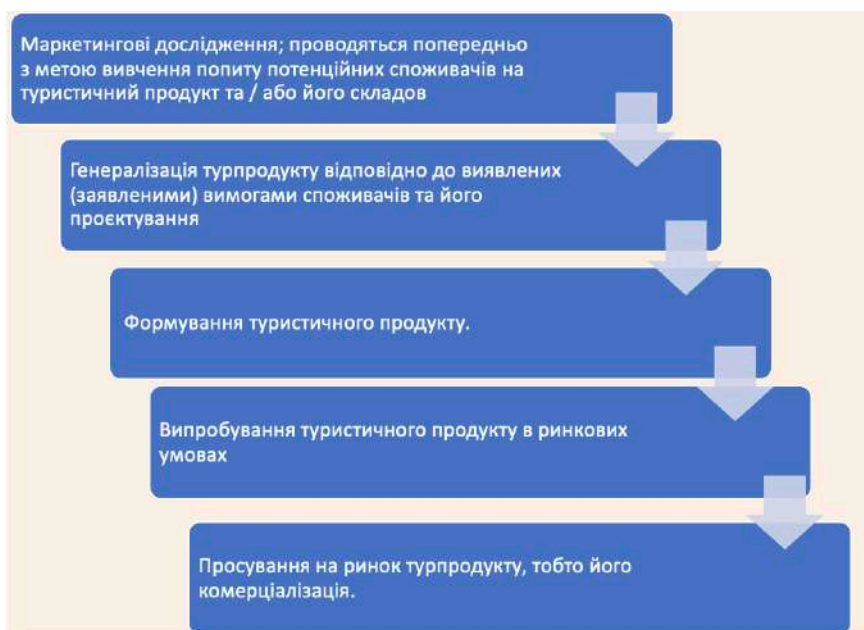 Маркетингові дослідження; проводяться попередньо
з метою вивчення попиту потенційних споживачів на
туристичний продукт та / або його складов
Генералізація турпродукту відповідно до виявлених
(заявленими) вимогами споживачів та його
проєктування
Формування туристичного продукту.
Випробування туристичного продукту в ринкових
умовах
Просування на ринок турпродукту, тобто його
комерціалізація.